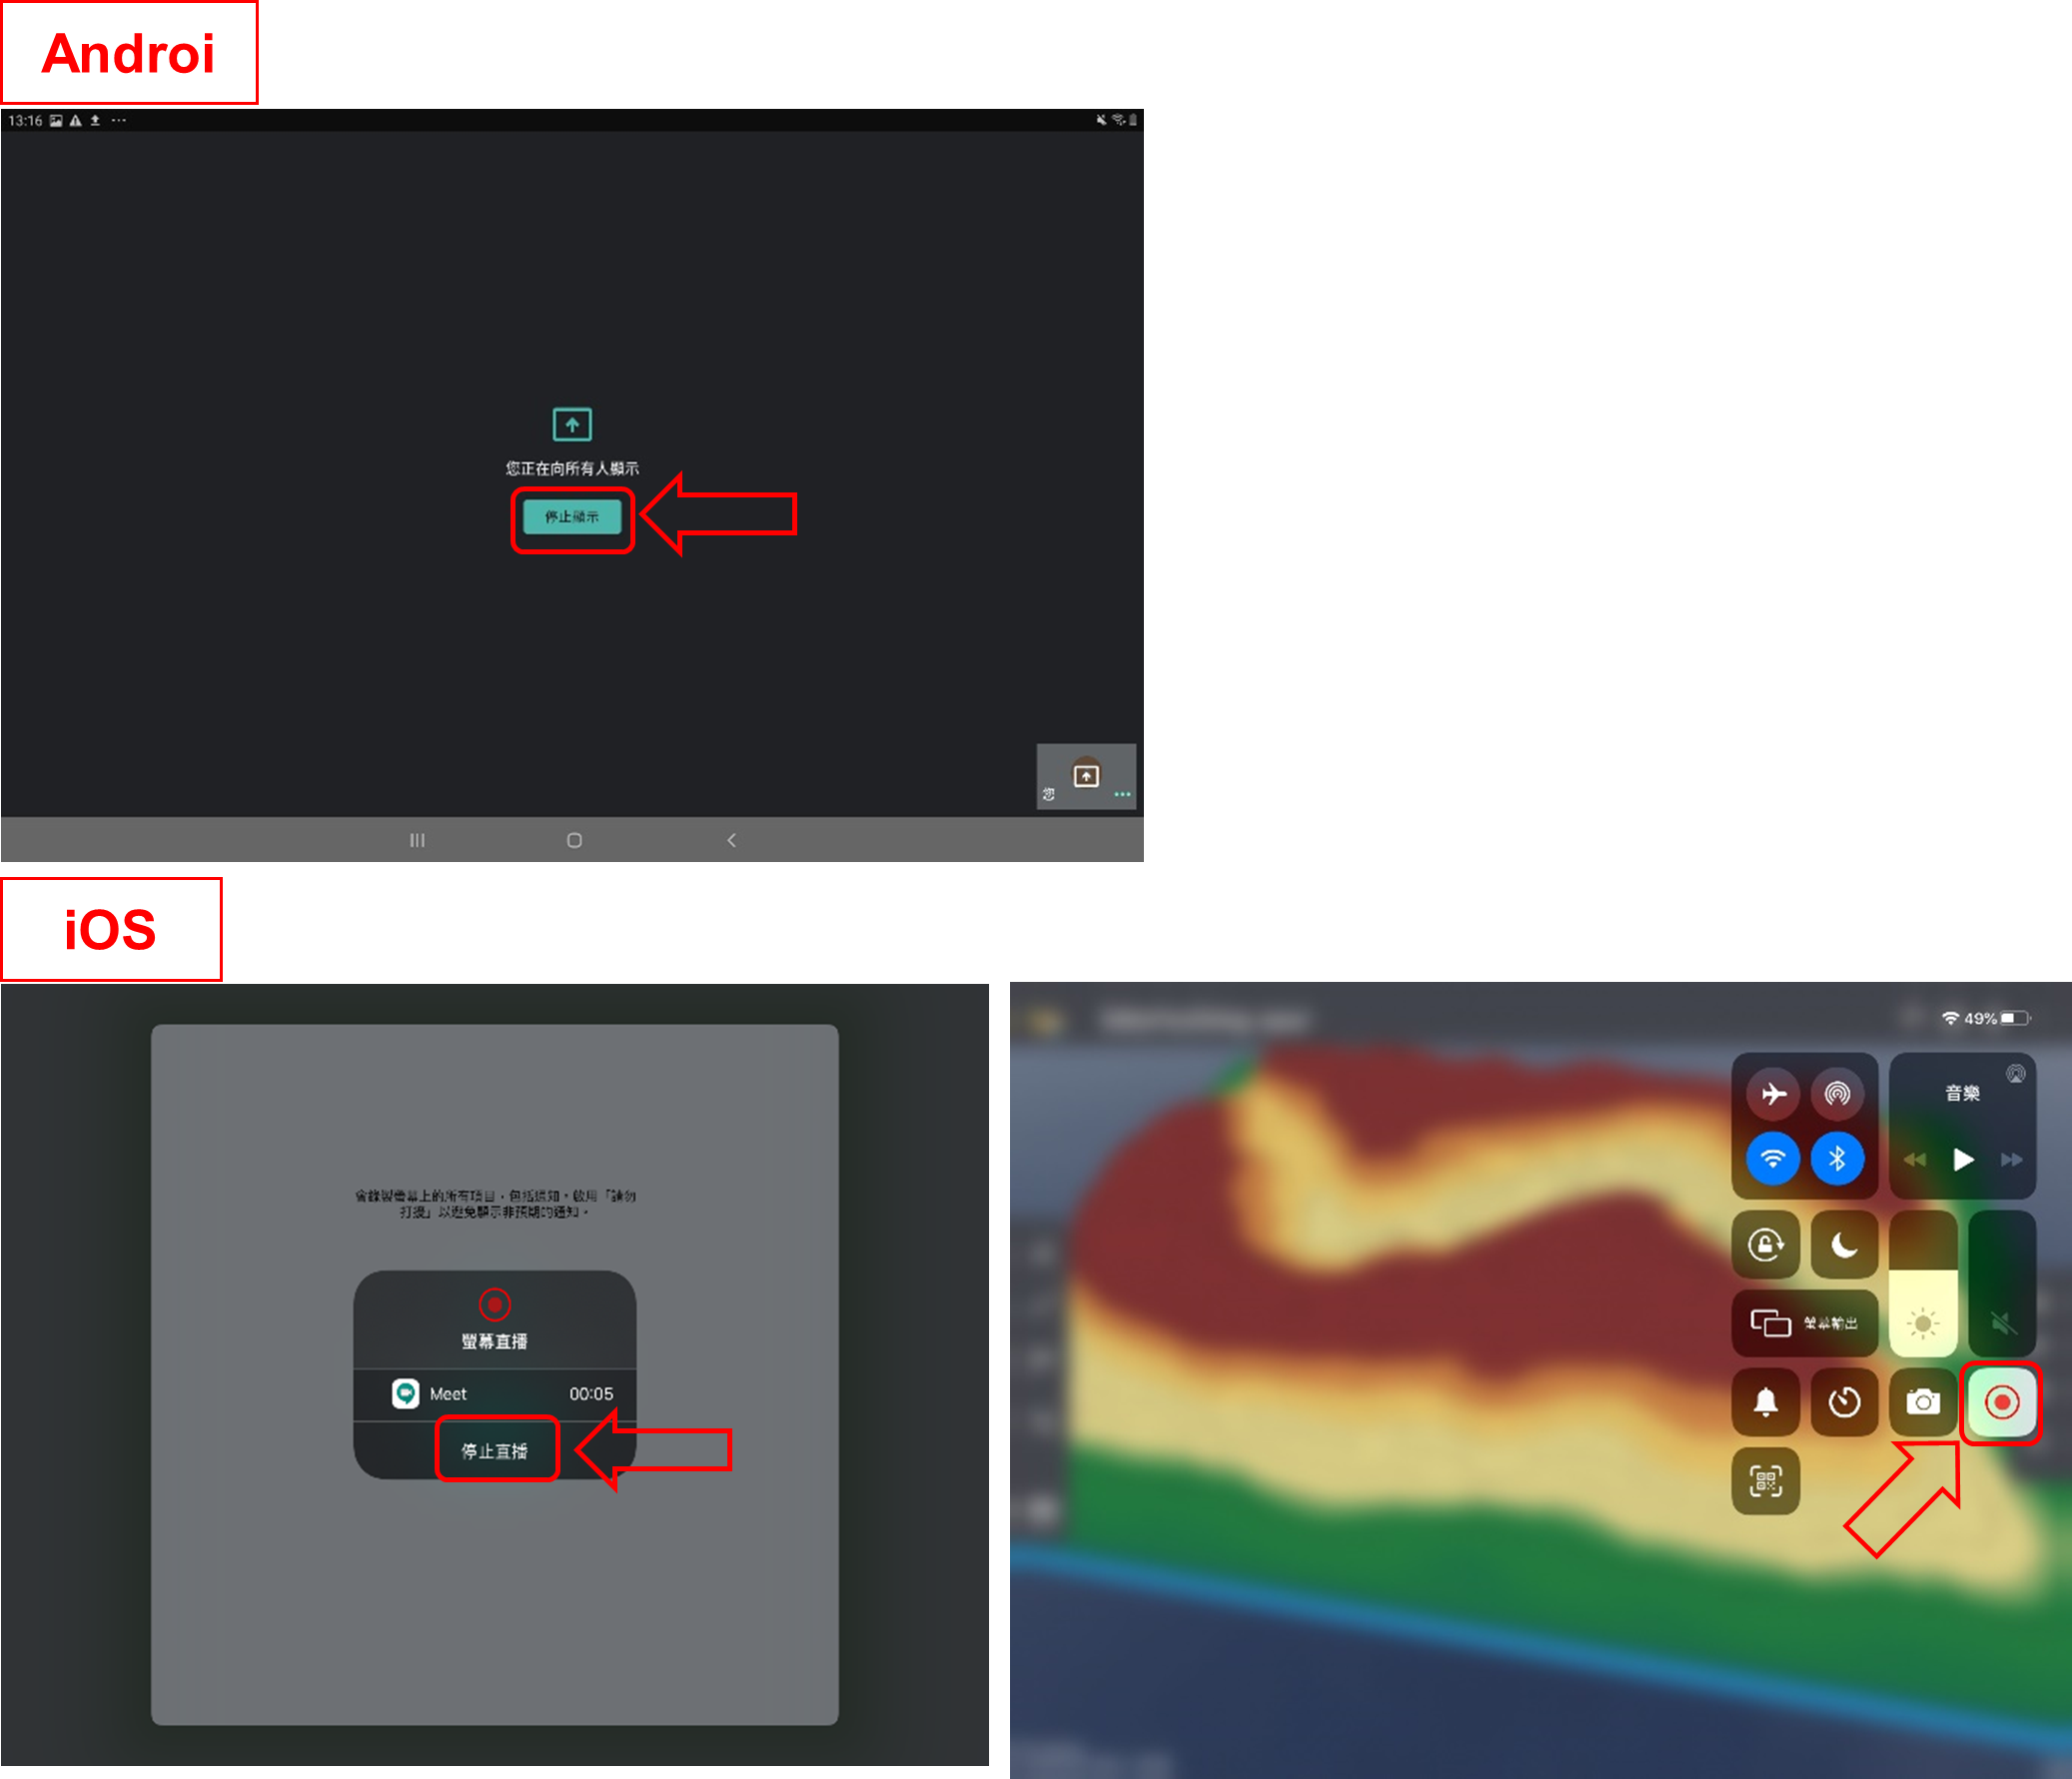 Androi
13:16
您正在向所有人顯示
停止顯示
您
iOS
會錄製螢幕上的所有項目，包括通知。啟用「請勿
打擾」以避免顯示非預期的通知。
螢幕直播
Meet 00:05
停止直播
49%
音樂
螢幕輸出